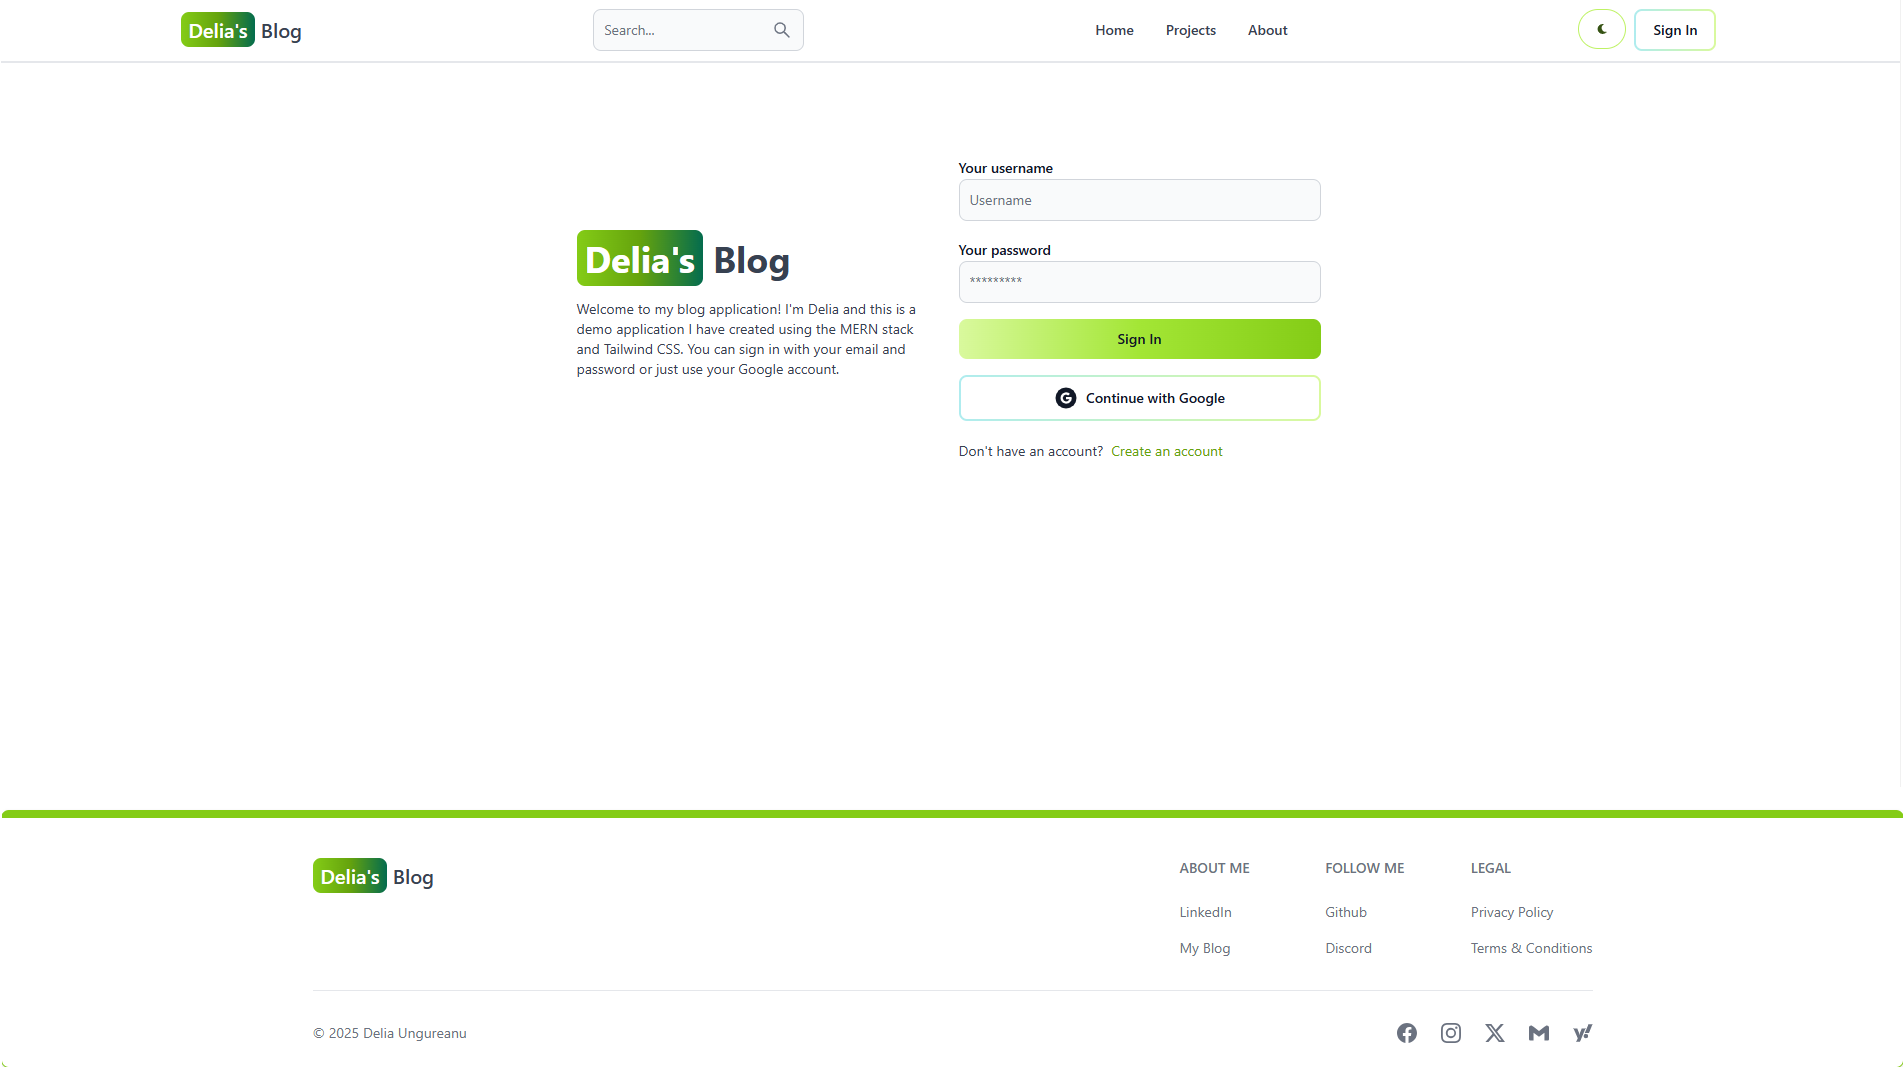 Delia's Blog
Search...
Home
Projects
About
Sign In
Delia's Blog
Welcome to my blog application! I'm Delia and this is a
demo application I have created using the MERN stack
and Tailwind CSS. You can sign in with your email and
password or just use your Google account.
Your username
Username
Your password
*********
Sign In
G Continue with Google
Don't have an account? Create an account
Delia's Blog
ABOUT ME
LinkedIn
My Blog
FOLLOW ME
Github
Discord
LEGAL
Privacy Policy
Terms & Conditions
© 2025 Delia Ungureanu